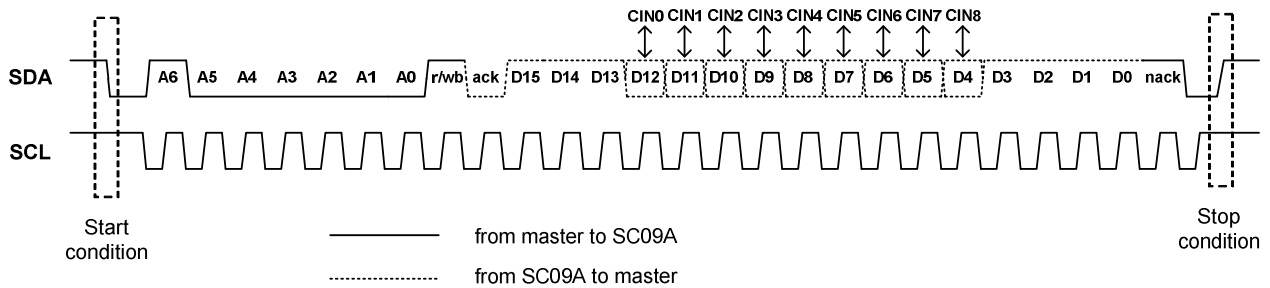 CIN0 CIN1 CIN2 CIN3 CIN4 CIN5 CIN6 CIN7 CIN8
SDA A6 A5 A4 A3 A2 A1 A0 r/wb ack D15 D14 D13 D12 D11 D10 D9 D8 D7 D6 D5 D4 D3 D2 D1 D0 nack
SCL
Start
condition
Stop
condition
from master to SC09A
from SC09A to master